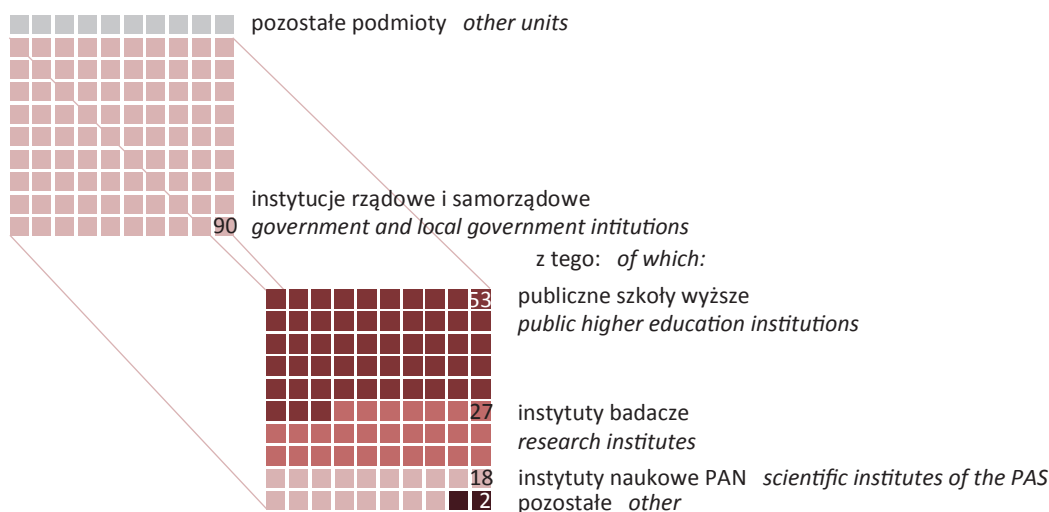 pozostałe podmioty other units
instytucje rządowe i samorządowe
90 government and local government intitutions
z tego: of which:
53 publiczne szkoły wyższe
public higher education institutions
27 instytuty badacze
research institutes
18 instytuty naukowe PAN scientific institutes of the PAS
2 pozostałe other